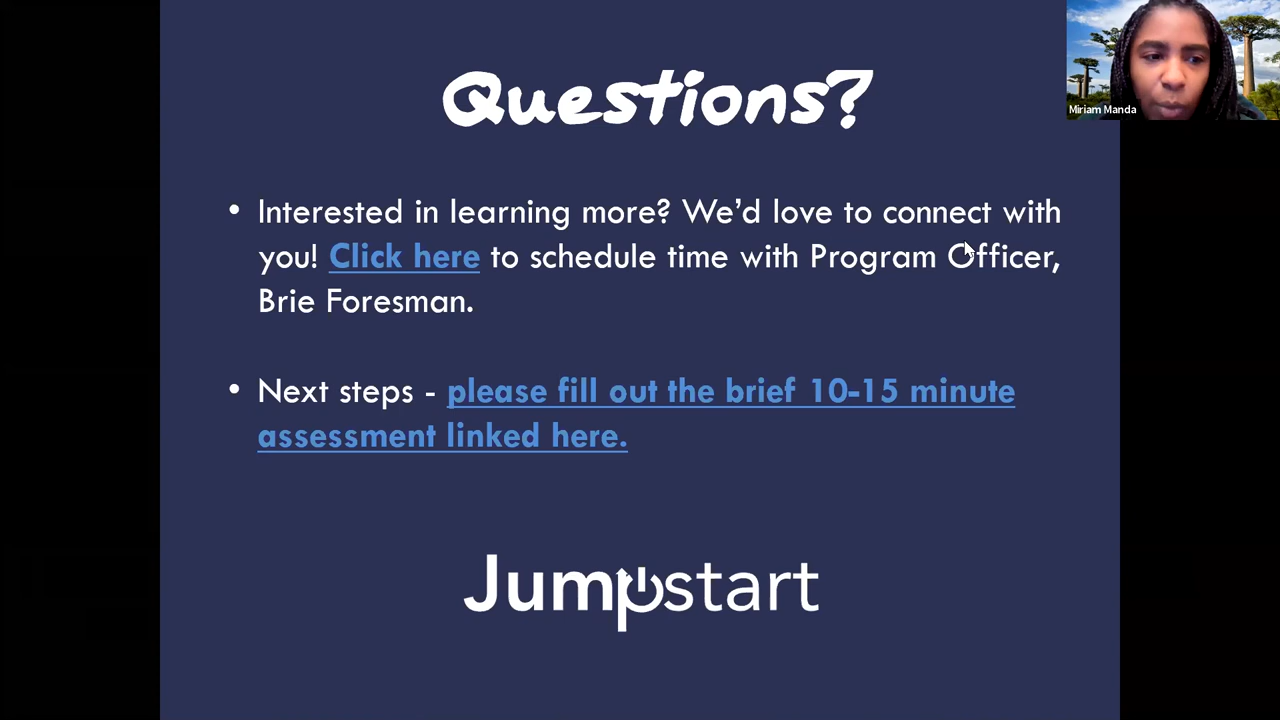 Questions?
Miriam Manda
• Interested in learning more? We’d love to connect with
you! Click here to schedule time with Program Officer,
Brie Foresman.
• Next steps - please fill out the brief 10-15 minute
assessment linked here.
Jumpstart